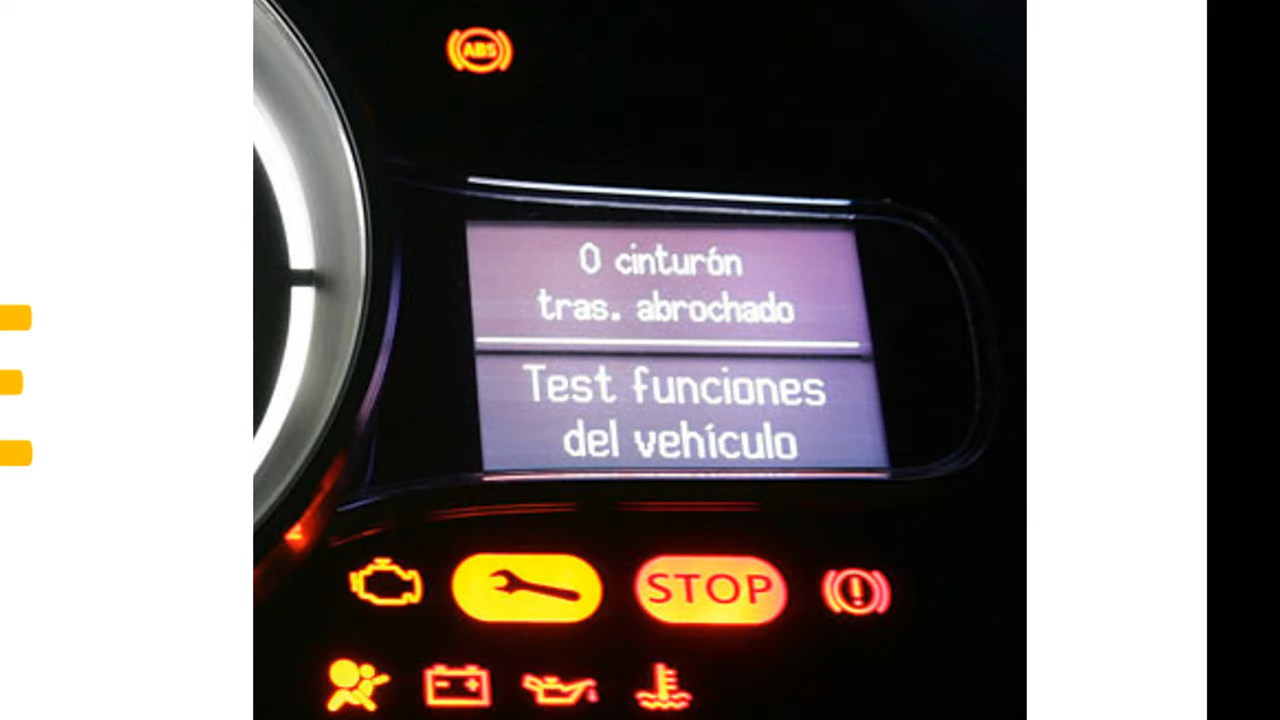 ABS
0 cinturón
tras. abrochado
Test funciones
del vehículo
STOP